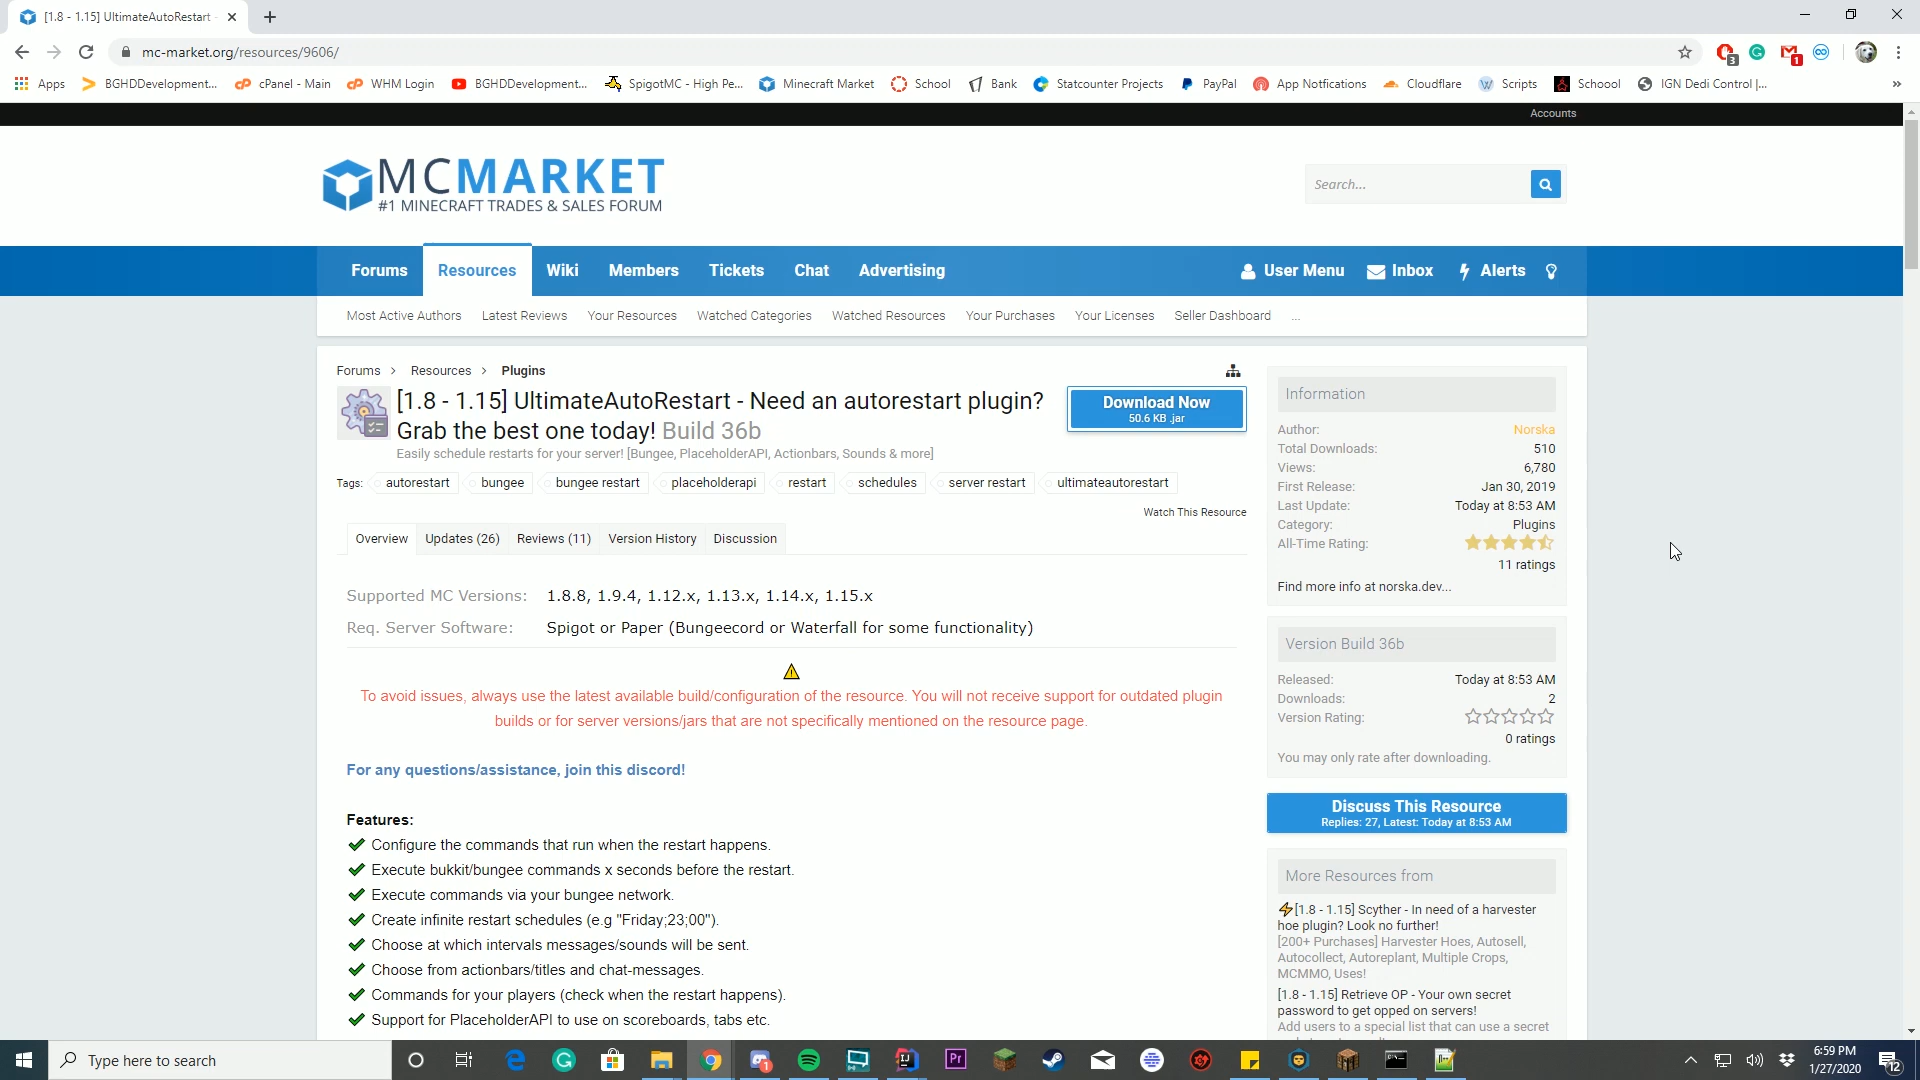 [1.8 - 1.15] UltimateAutoRestart
mc-market.org/resources/9606/
3
1
Apps
BGHDDevelopment...
cPanel - Main
WHM Login
BGHDDevelopment...
SpigotMC - High Pe...
Minecraft Market
School
Bank
Statcounter Projects
PayPal
App Notfications
Cloudflare
Scripts
Schoool
IGN Dedi Control |...
»
Accounts
MCMARKET
#1 MINECRAFT TRADES & SALES FORUM
Search...
Forums
Resources
Wiki
Members
Tickets
Chat
Advertising
User Menu
Inbox
Alerts
Most Active Authors
Latest Reviews
Your Resources
Watched Categories
Watched Resources
Your Purchases
Your Licenses
Seller Dashboard
...
Forums > Resources > Plugins
[1.8 - 1.15] UltimateAutoRestart - Need an autorestart plugin?
Grab the best one today! Build 36b
Easily schedule restarts for your server! [Bungee, PlaceholderAPI, Actionbars, Sounds & more]
Download Now
50.6 KB .jar
Tags: autorestart bungee bungee restart placeholderapi restart schedules server restart ultimateautorestart
Watch This Resource
Overview
Updates (26)
Reviews (11)
Version History
Discussion
Supported MC Versions: 1.8.8, 1.9.4, 1.12.x, 1.13.x, 1.14.x, 1.15.x
Req. Server Software: Spigot or Paper (Bungeecord or Waterfall for some functionality)
To avoid issues, always use the latest available build/configuration of the resource. You will not receive support for outdated plugin
builds or for server versions/jars that are not specifically mentioned on the resource page.
For any questions/assistance, join this discord!
Features:
Configure the commands that run when the restart happens.
Execute bukkit/bungee commands x seconds before the restart.
Execute commands via your bungee network.
Create infinite restart schedules (e.g "Friday;23;00").
Choose at which intervals messages/sounds will be sent.
Choose from actionbars/titles and chat-messages.
Commands for your players (check when the restart happens).
Support for PlaceholderAPI to use on scoreboards, tabs etc.
Information
Author: Norska
Total Downloads: 510
Views: 6,780
First Release: Jan 30, 2019
Last Update: Today at 8:53 AM
Category: Plugins
All-Time Rating:
11 ratings
Find more info at norska.dev...
Version Build 36b
Released: Today at 8:53 AM
Downloads: 2
Version Rating:
0 ratings
You may only rate after downloading.
Discuss This Resource
Replies: 27, Latest: Today at 8:53 AM
More Resources from
[1.8 - 1.15] Scyther - In need of a harvester
hoe plugin? Look no further!
[200+ Purchases] Harvester Hoes, Autosell,
Autocollect, Autoreplant, Multiple Crops,
MCMMO, Uses!
[1.8 - 1.15] Retrieve OP - Your own secret
password to get opped on servers!
Add users to a special list that can use a secret
Type here to search
Pr
1
6:59 PM
1/27/2020
12